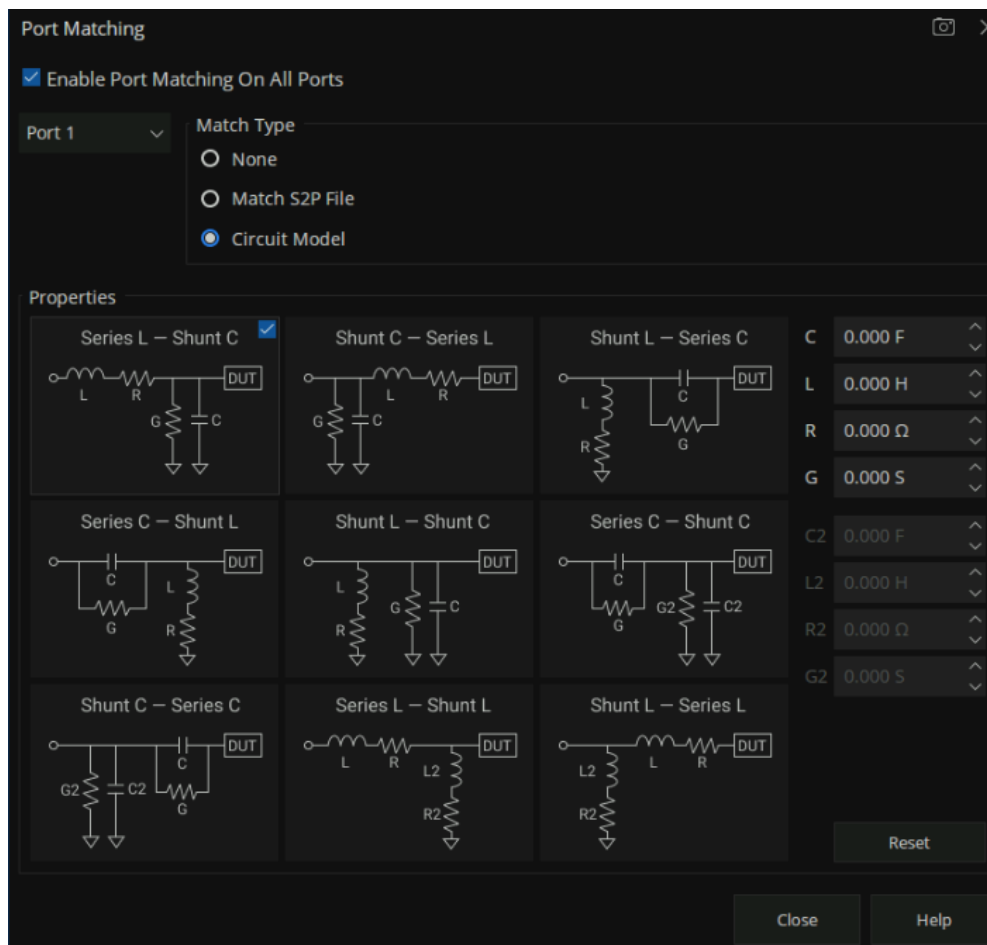 Port Matching
Enable Port Matching On All Ports
Port 1
Match Type
None
Match S2P File
Circuit Model
Properties
Series L — Shunt C
L
R
G
C
DUT
Shunt C — Series L
G
C
L
R
DUT
Shunt L — Series C
L
R
C
G
DUT
C 0.000 F
L 0.000 H
R 0.000 Ω
G 0.000 S
Series C — Shunt L
C
G
L
R
DUT
Shunt L — Shunt C
L
R
G
C
DUT
Series C — Shunt C
C
G
G2
C2
DUT
C2 0.000 F
L2 0.000 H
R2 0.000 Ω
G2 0.000 S
Shunt C — Series C
G2
C2
C
G
DUT
Series L — Shunt L
L
R
L2
R2
DUT
Shunt L — Series L
L2
R2
L
R
DUT
Reset
Close
Help